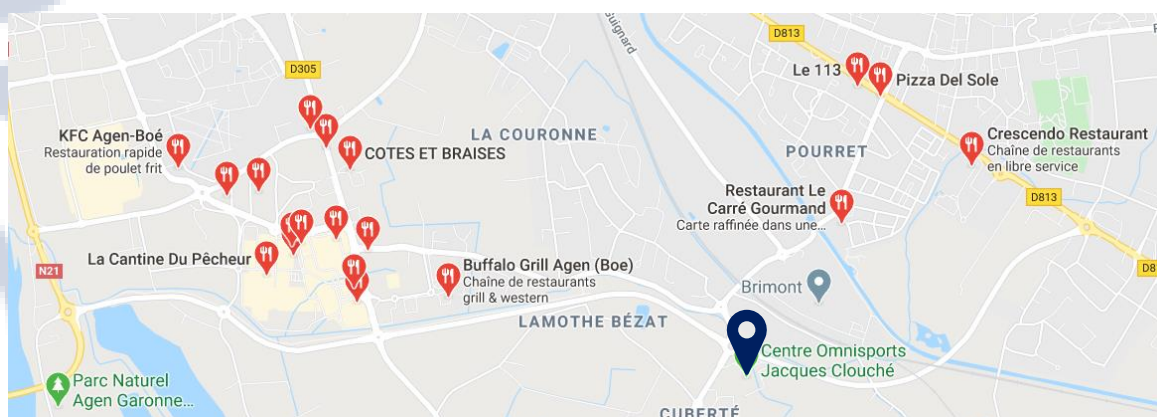 Guignard
D813
D305
Le 113
Pizza Del Sole
KFC Agen-Boé
Restauration rapide
de poulet frit
LA COURONNE
COTES ET BRAISES
POURRET
Crescendo Restaurant
Chaîne de restaurants
en libre service
Restaurant Le
Carré Gourmand
Carte raffinée dans une...
D813
La Cantine Du Pêcheur
N21
Buffalo Grill Agen (Boe)
Chaîne de restaurants
grill & western
D8
Brimont
LAMOTHE BÉZAT
Centre Omnisports
Jacques Clouché
Parc Naturel
Agen Garonne...
CUBERTÉ